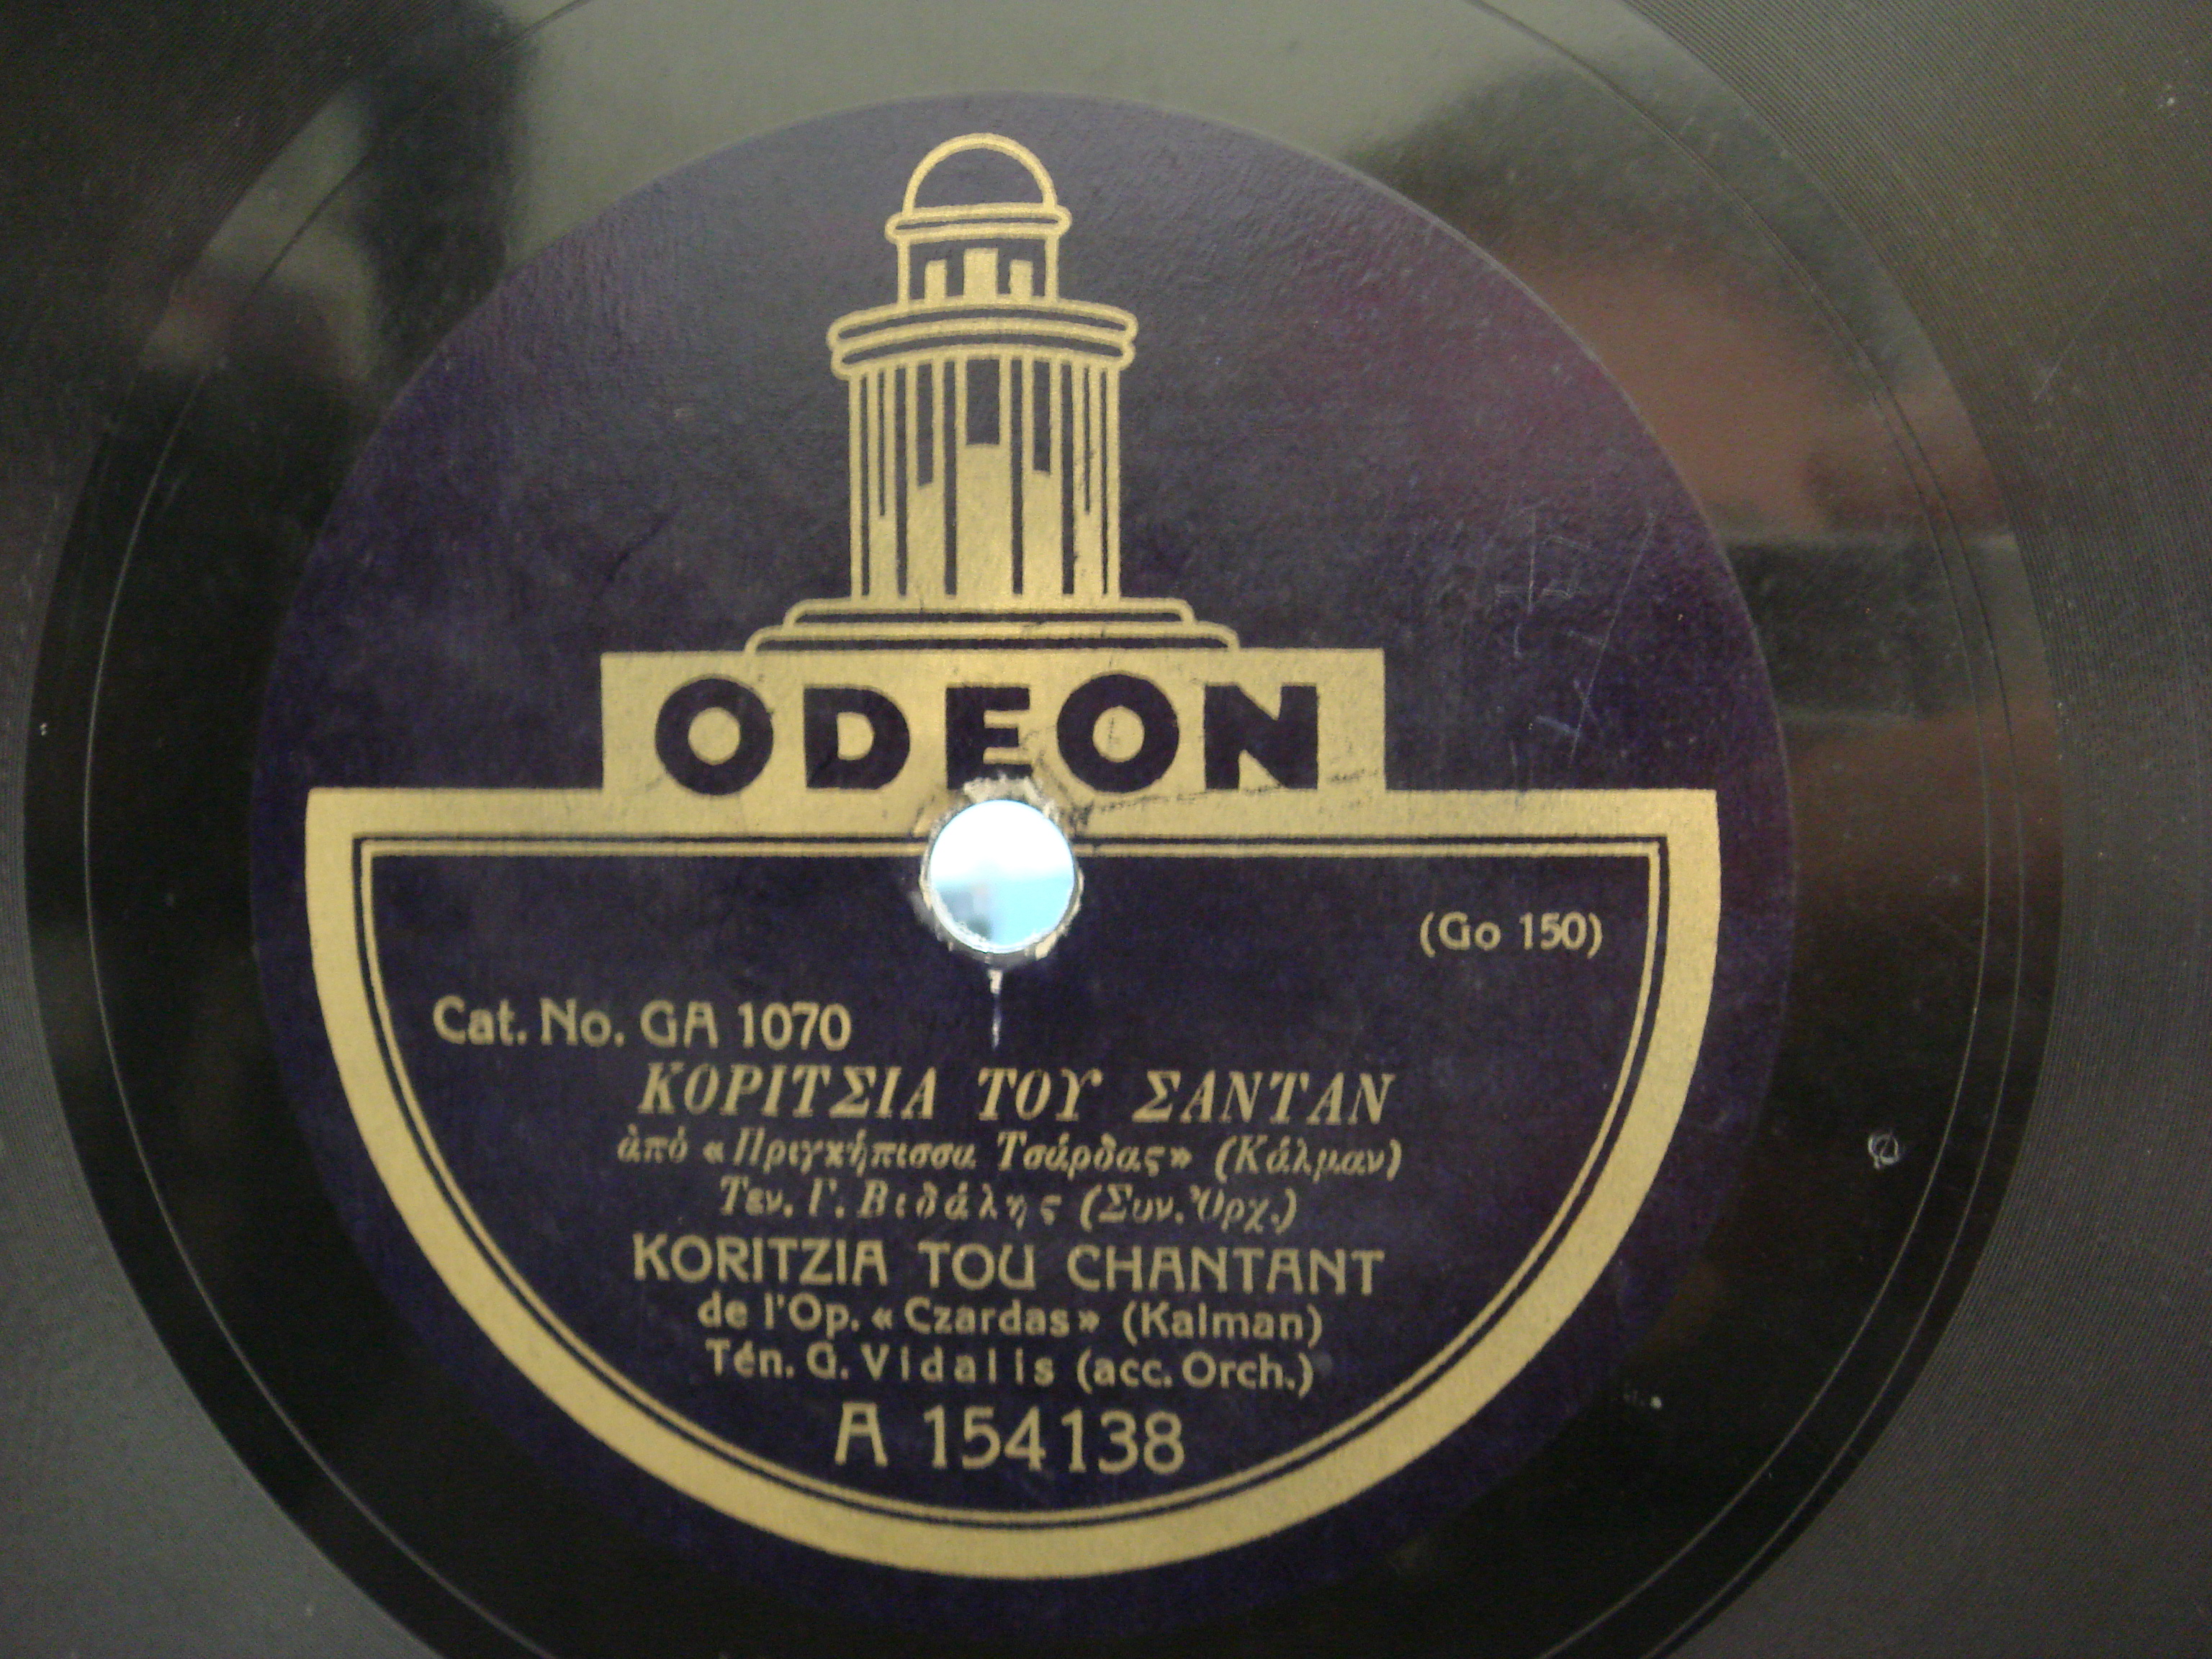 ODEON
(Go 150)
Cat. No. GA 1070
ΚΟΡΙΤΣΙΑ ΤΟΥ ΣΑΝΤΑΝ
ἀπό «Πριγκήπισσα Τσάρδας» (Κάλμαν)
Τεν. Γ. Βιδάλης (Συν. Ὀρχ.)
KORITZIA TOU CHANTANT
de l'Op. «Czardas» (Kalman)
Tén. G. Vidalis (acc. Orch.)
A 154138